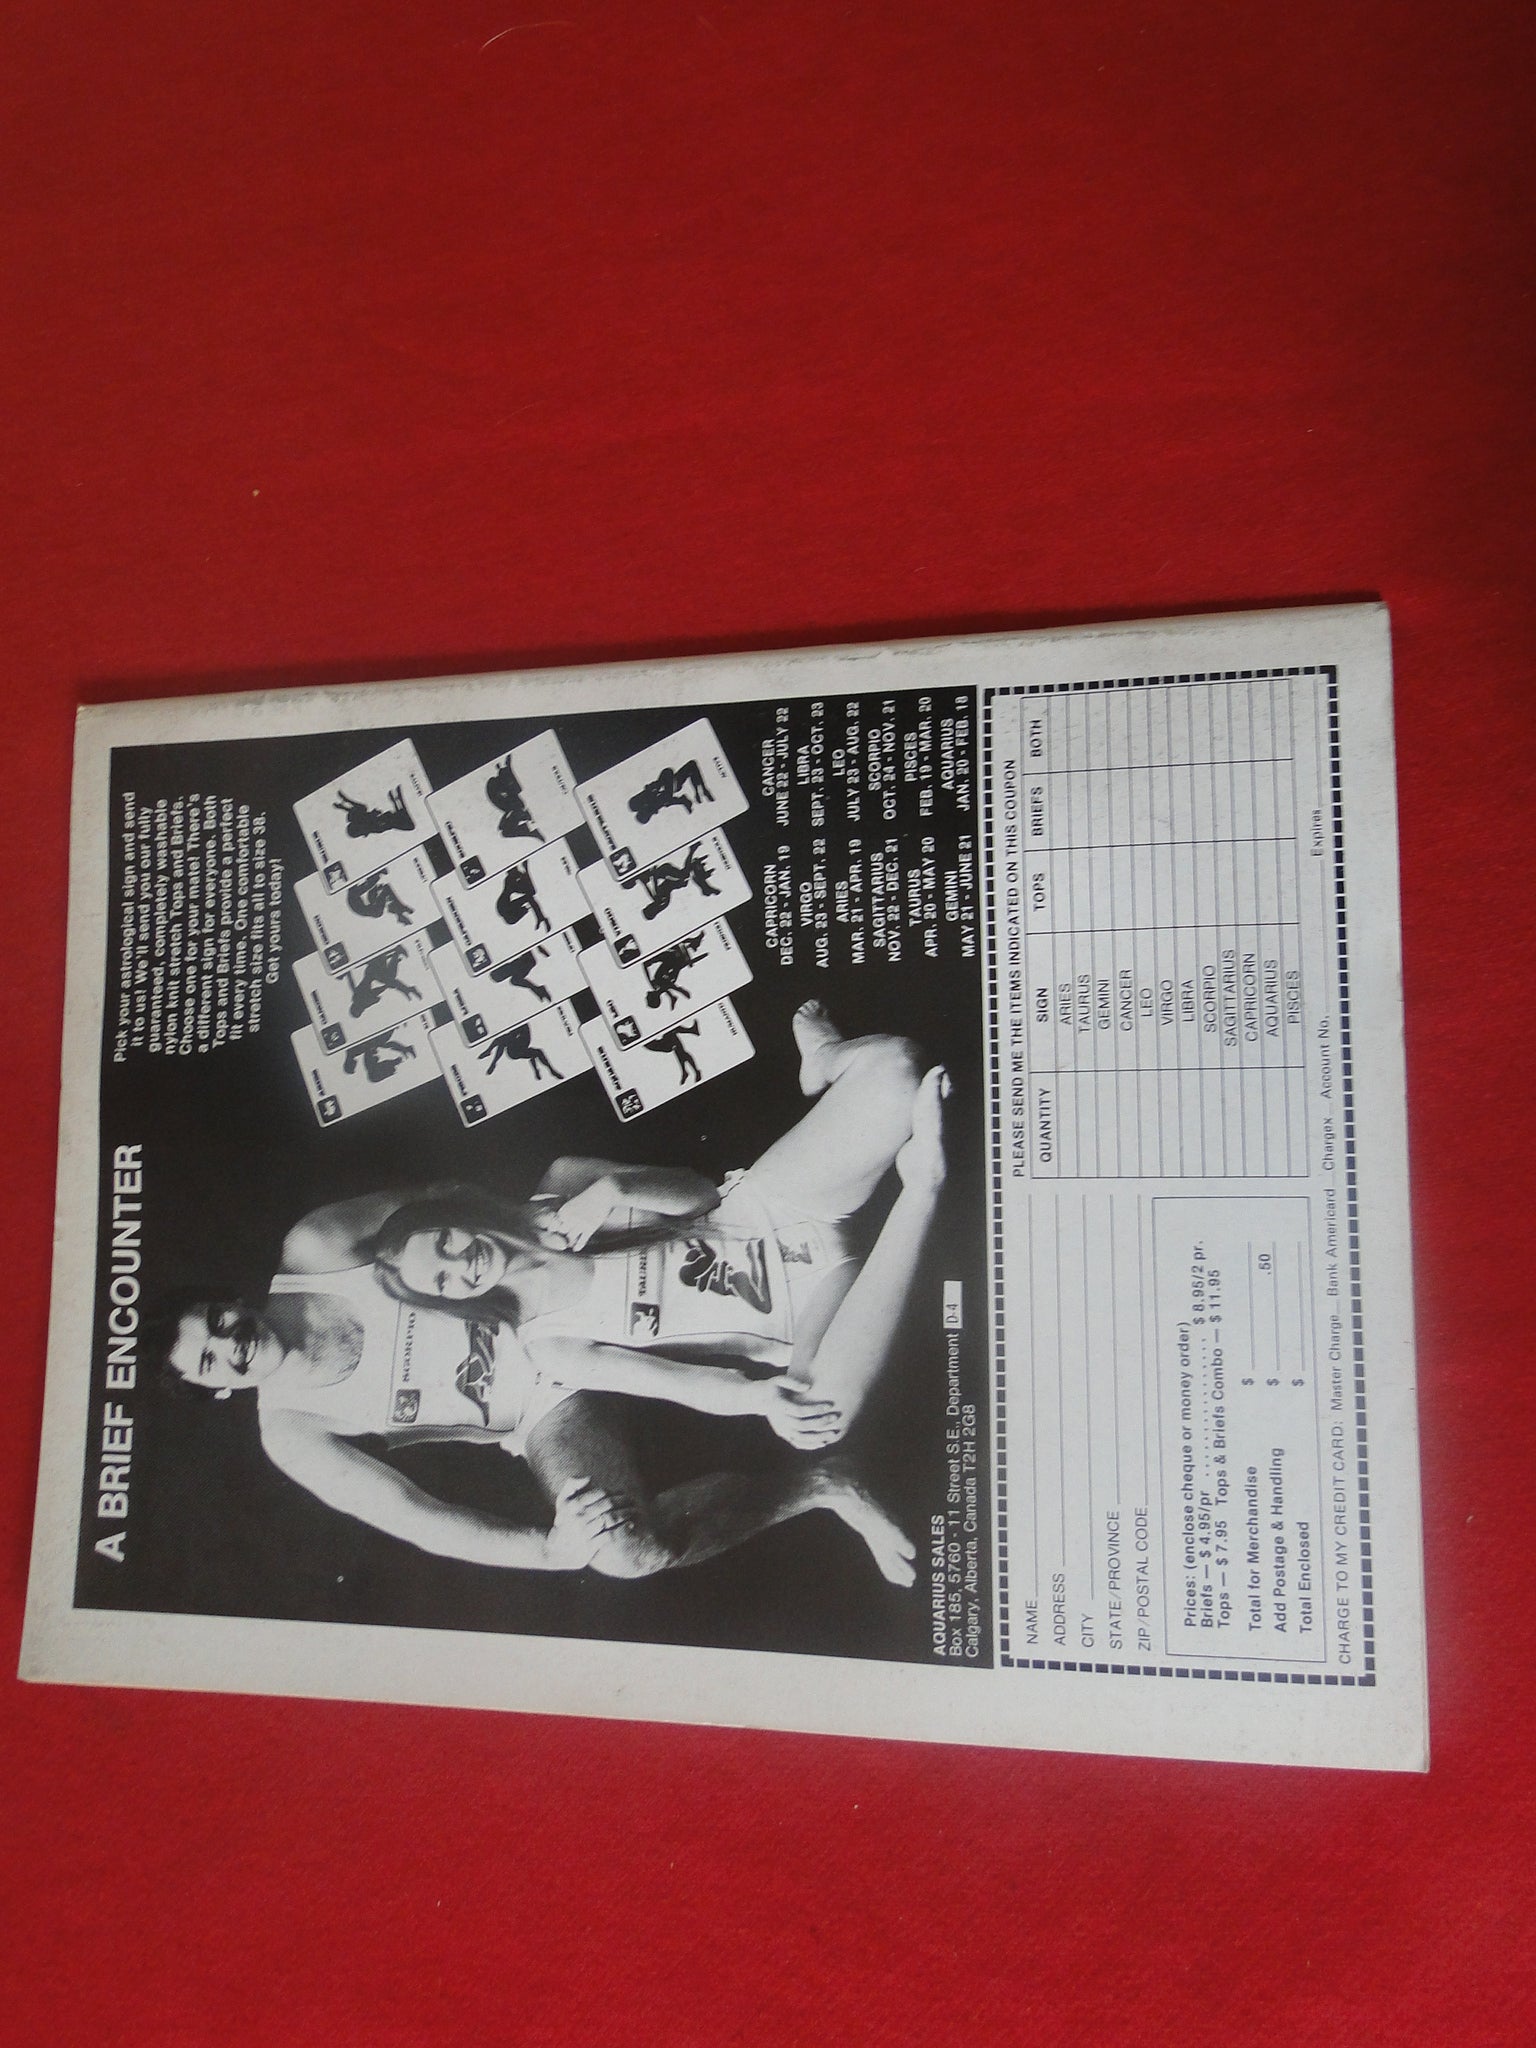 A BRIEF ENCOUNTER
Pick your astrological sign and send
it to us! We'll send you our fully
guaranteed, completely washable
nylon knit stretch Tops and Briefs.
Choose one for your mate! There's
a different sign for everyone. Both
Tops and Briefs provide a perfect
fit every time. One comfortable
stretch size fits all to size 38.
Get yours today!
SCORPIO
TAURUS
CAPRICORN
DEC. 22 - JAN. 19
VIRGO
AUG. 23 - SEPT. 22
ARIES
MAR. 21 - APR. 19
SAGITTARIUS
NOV. 22 - DEC. 21
TAURUS
APR. 20 - MAY 20
GEMINI
MAY 21 - JUNE 21
CANCER
JUNE 22 - JULY 22
LIBRA
SEPT. 23 - OCT. 23
LEO
JULY 23 - AUG. 22
SCORPIO
OCT. 24 - NOV. 21
PISCES
FEB. 19 - MAR. 20
AQUARIUS
JAN. 20 - FEB. 18
AQUARIUS SALES
Box 185, 5760 - 11 Street S.E., Department D-4
Calgary, Alberta, Canada T2H 2G8
PLEASE SEND ME THE ITEMS INDICATED ON THIS COUPON
NAME
ADDRESS
CITY
STATE/PROVINCE
ZIP/POSTAL CODE
Prices: (enclose cheque or money order)
Briefs — $ 4.95/pr ............ $ 8.95/2 pr.
Tops — $ 7.95 Tops & Briefs Combo — $ 11.95
Total for Merchandise $
Add Postage & Handling $ .50
Total Enclosed $
QUANTITY SIGN TOPS BRIEFS BOTH
ARIES
TAURUS
GEMINI
CANCER
LEO
VIRGO
LIBRA
SCORPIO
SAGITTARIUS
CAPRICORN
AQUARIUS
PISCES
CHARGE TO MY CREDIT CARD: Master Charge Bank Americard Chargex Account No. Expires